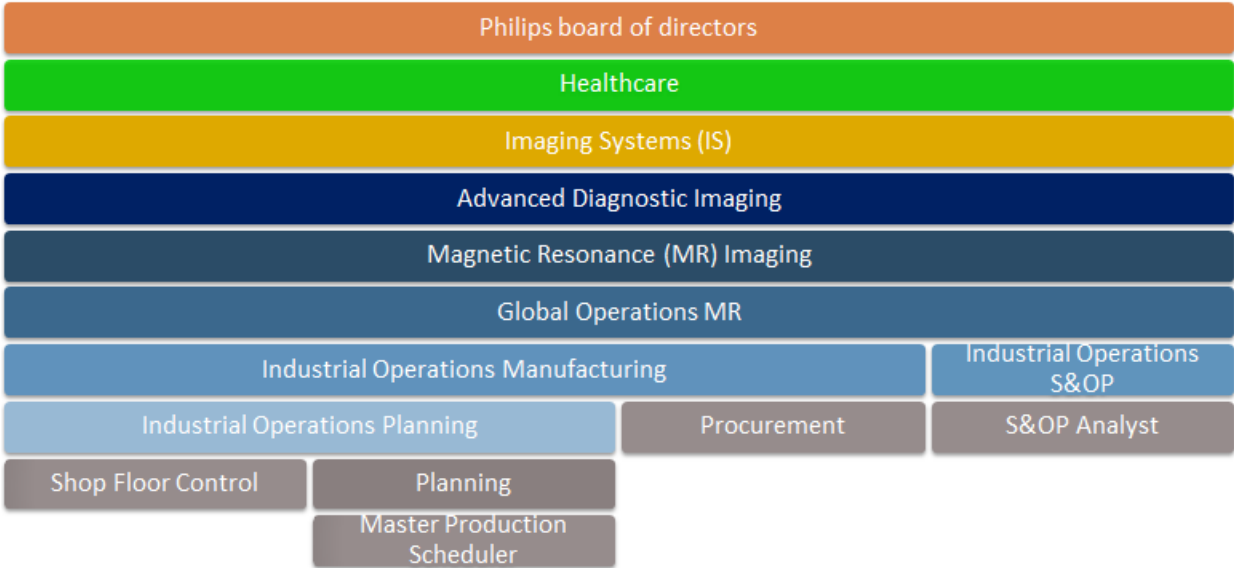 Philips board of directors
Healthcare
Imaging Systems (IS)
Advanced Diagnostic Imaging
Magnetic Resonance (MR) Imaging
Global Operations MR
Industrial Operations Manufacturing
Industrial Operations
S&OP
Industrial Operations Planning
Procurement
S&OP Analyst
Shop Floor Control
Planning
Master Production
Scheduler